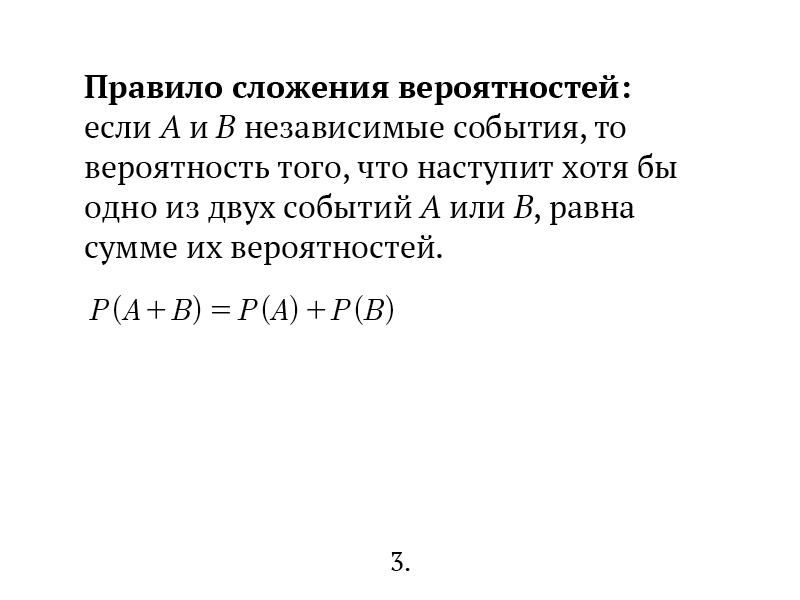 Правило сложения вероятностей:
если A и B независимые события, то
вероятность того, что наступит хотя бы
одно из двух событий A или B, равна
сумме их вероятностей.
P(A+B) = P(A)+P(B)
3.